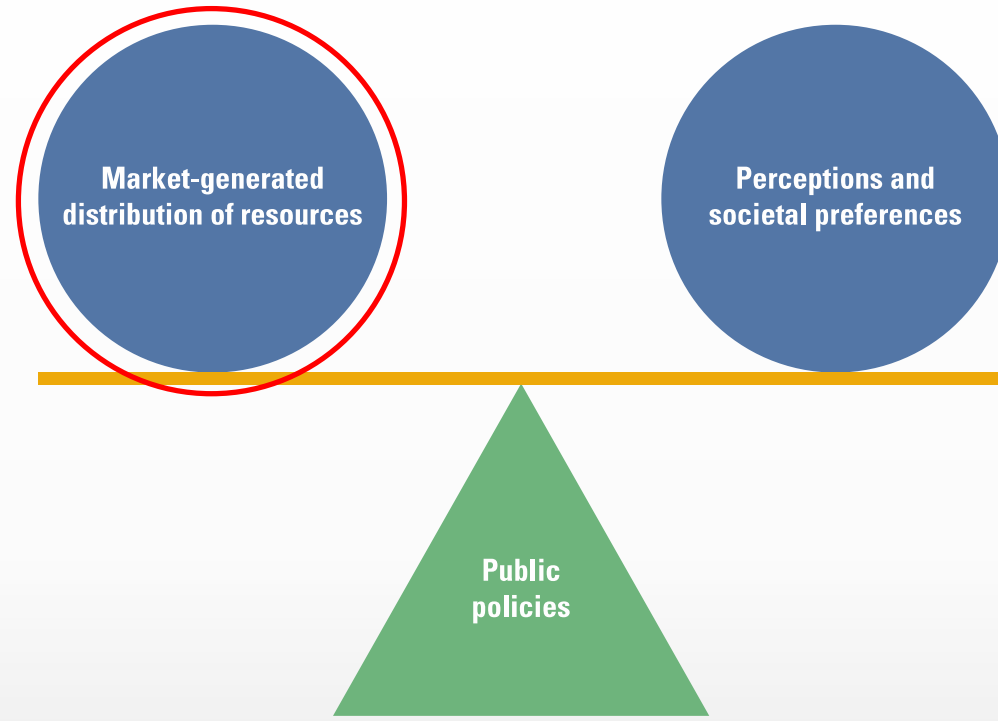 Market-generated
distribution of resources
Perceptions and
societal preferences
Public
policies